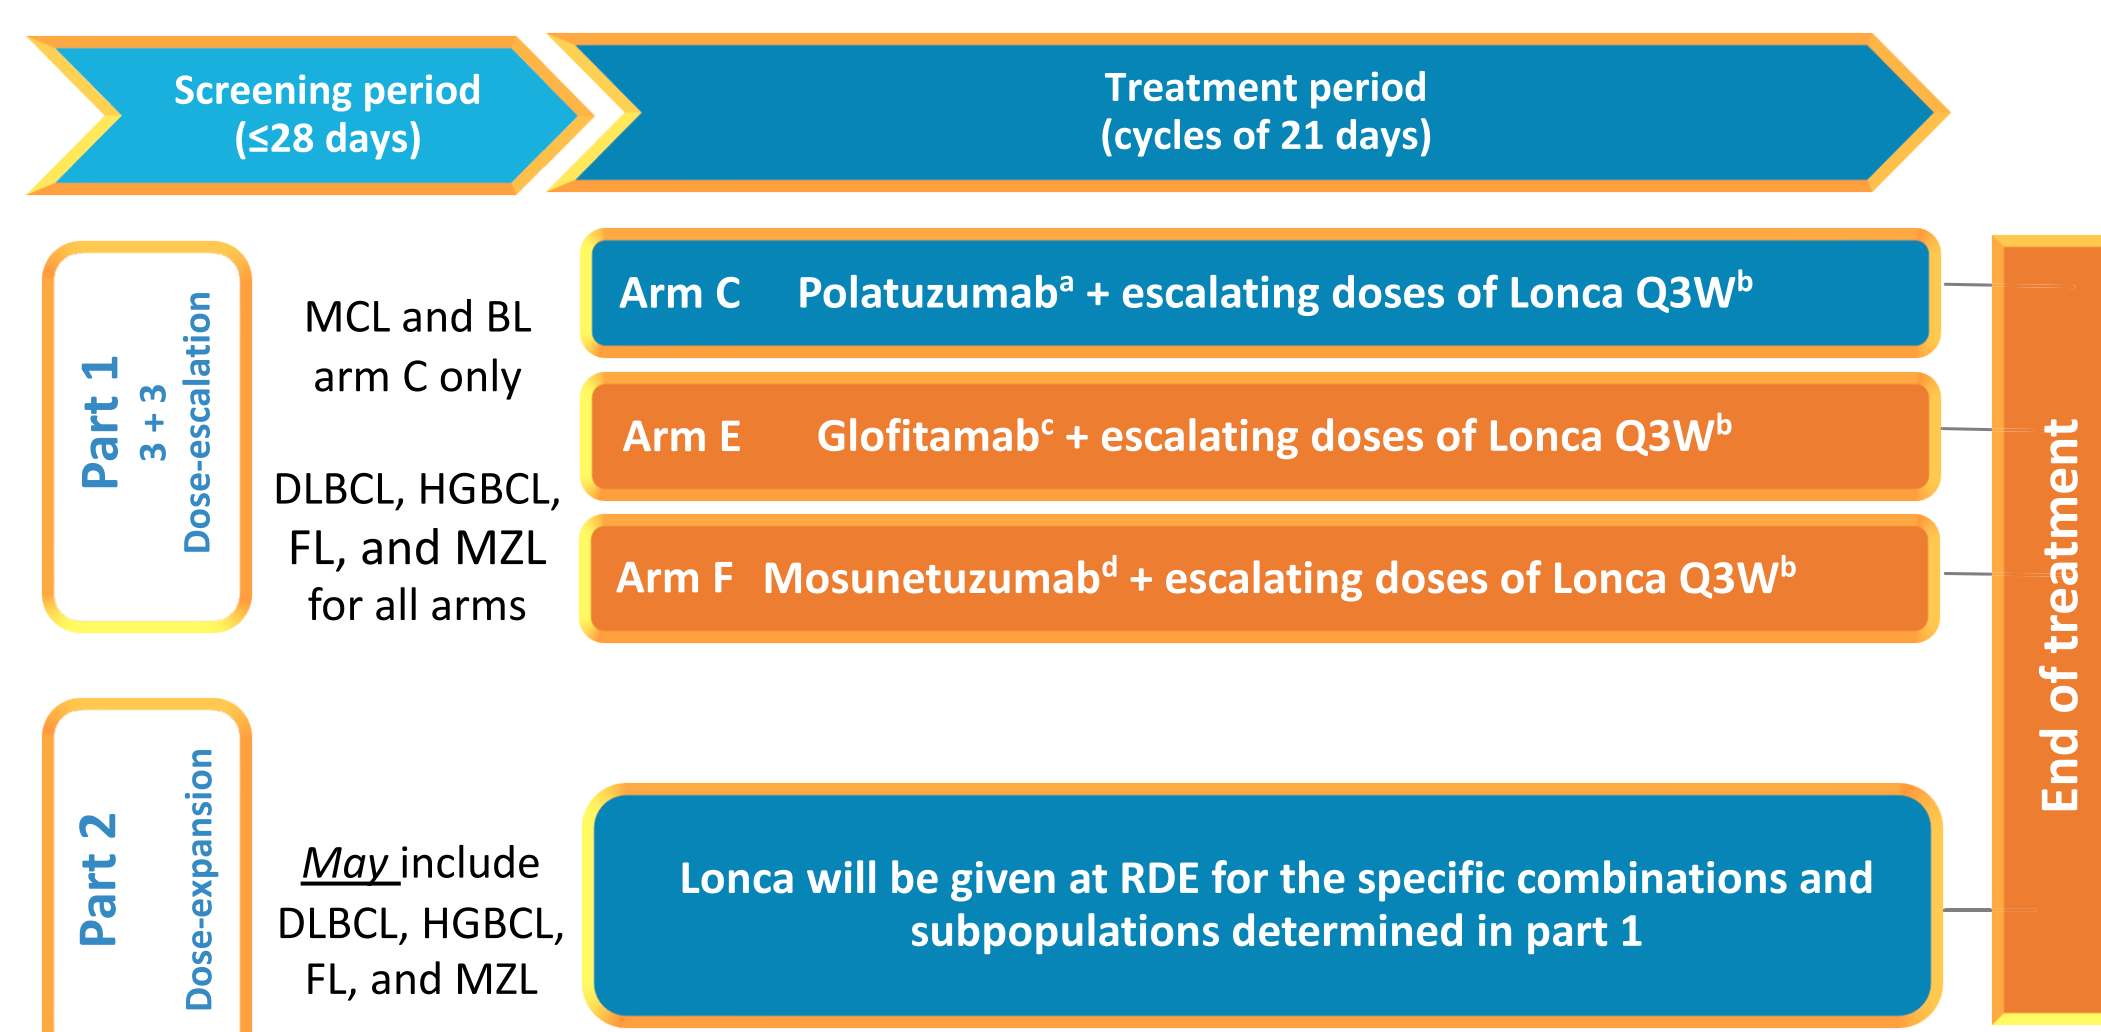 Screening period
(≤28 days)
Treatment period
(cycles of 21 days)
Part 1
3 + 3
Dose-escalation
MCL and BL
arm C only
DLBCL, HGBCL,
FL, and MZL
for all arms
Arm C Polatuzumabᵃ + escalating doses of Lonca Q3Wᵇ
Arm E Glofitamabᶜ + escalating doses of Lonca Q3Wᵇ
Arm F Mosunetuzumabᵈ + escalating doses of Lonca Q3Wᵇ
Part 2
Dose-expansion
May include
DLBCL, HGBCL,
FL, and MZL
Lonca will be given at RDE for the specific combinations and
subpopulations determined in part 1
End of treatment